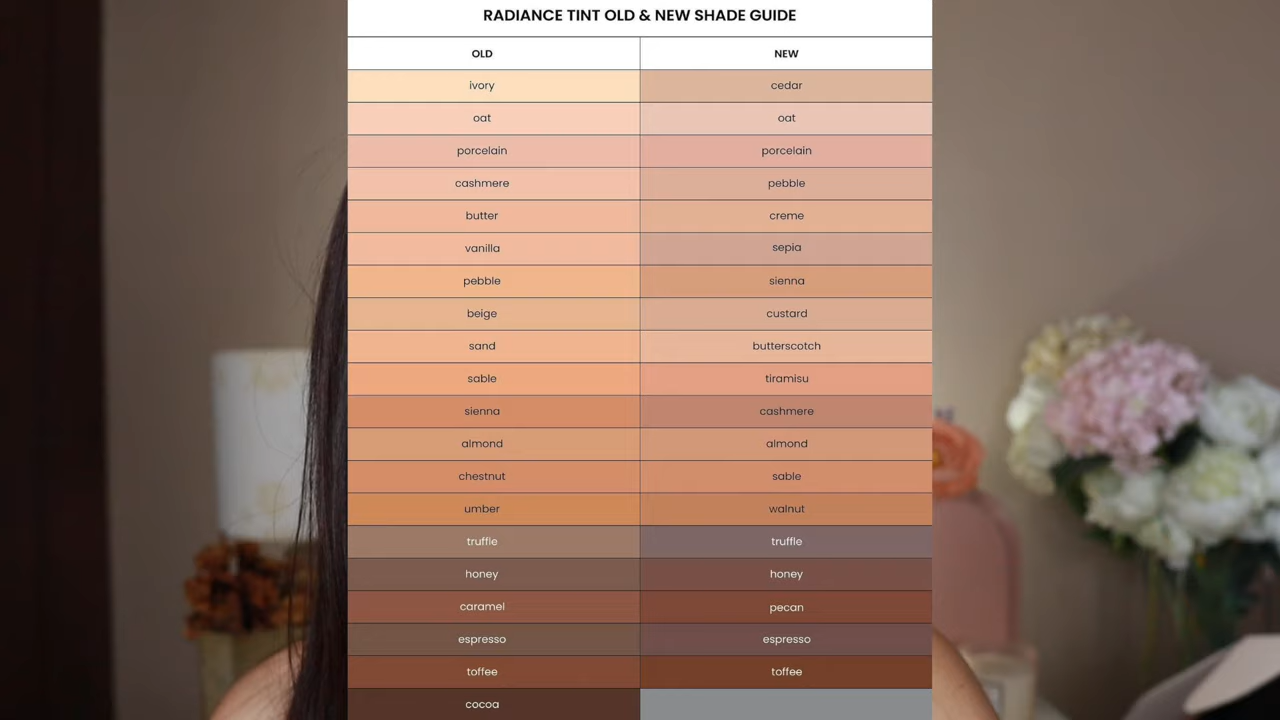 RADIANCE TINT OLD & NEW SHADE GUIDE
OLD NEW
ivory cedar
oat oat
porcelain porcelain
cashmere pebble
butter creme
vanilla sepia
pebble sienna
beige custard
sand butterscotch
sable tiramisu
sienna cashmere
almond almond
chestnut sable
umber walnut
truffle truffle
honey honey
caramel pecan
espresso espresso
toffee toffee
cocoa